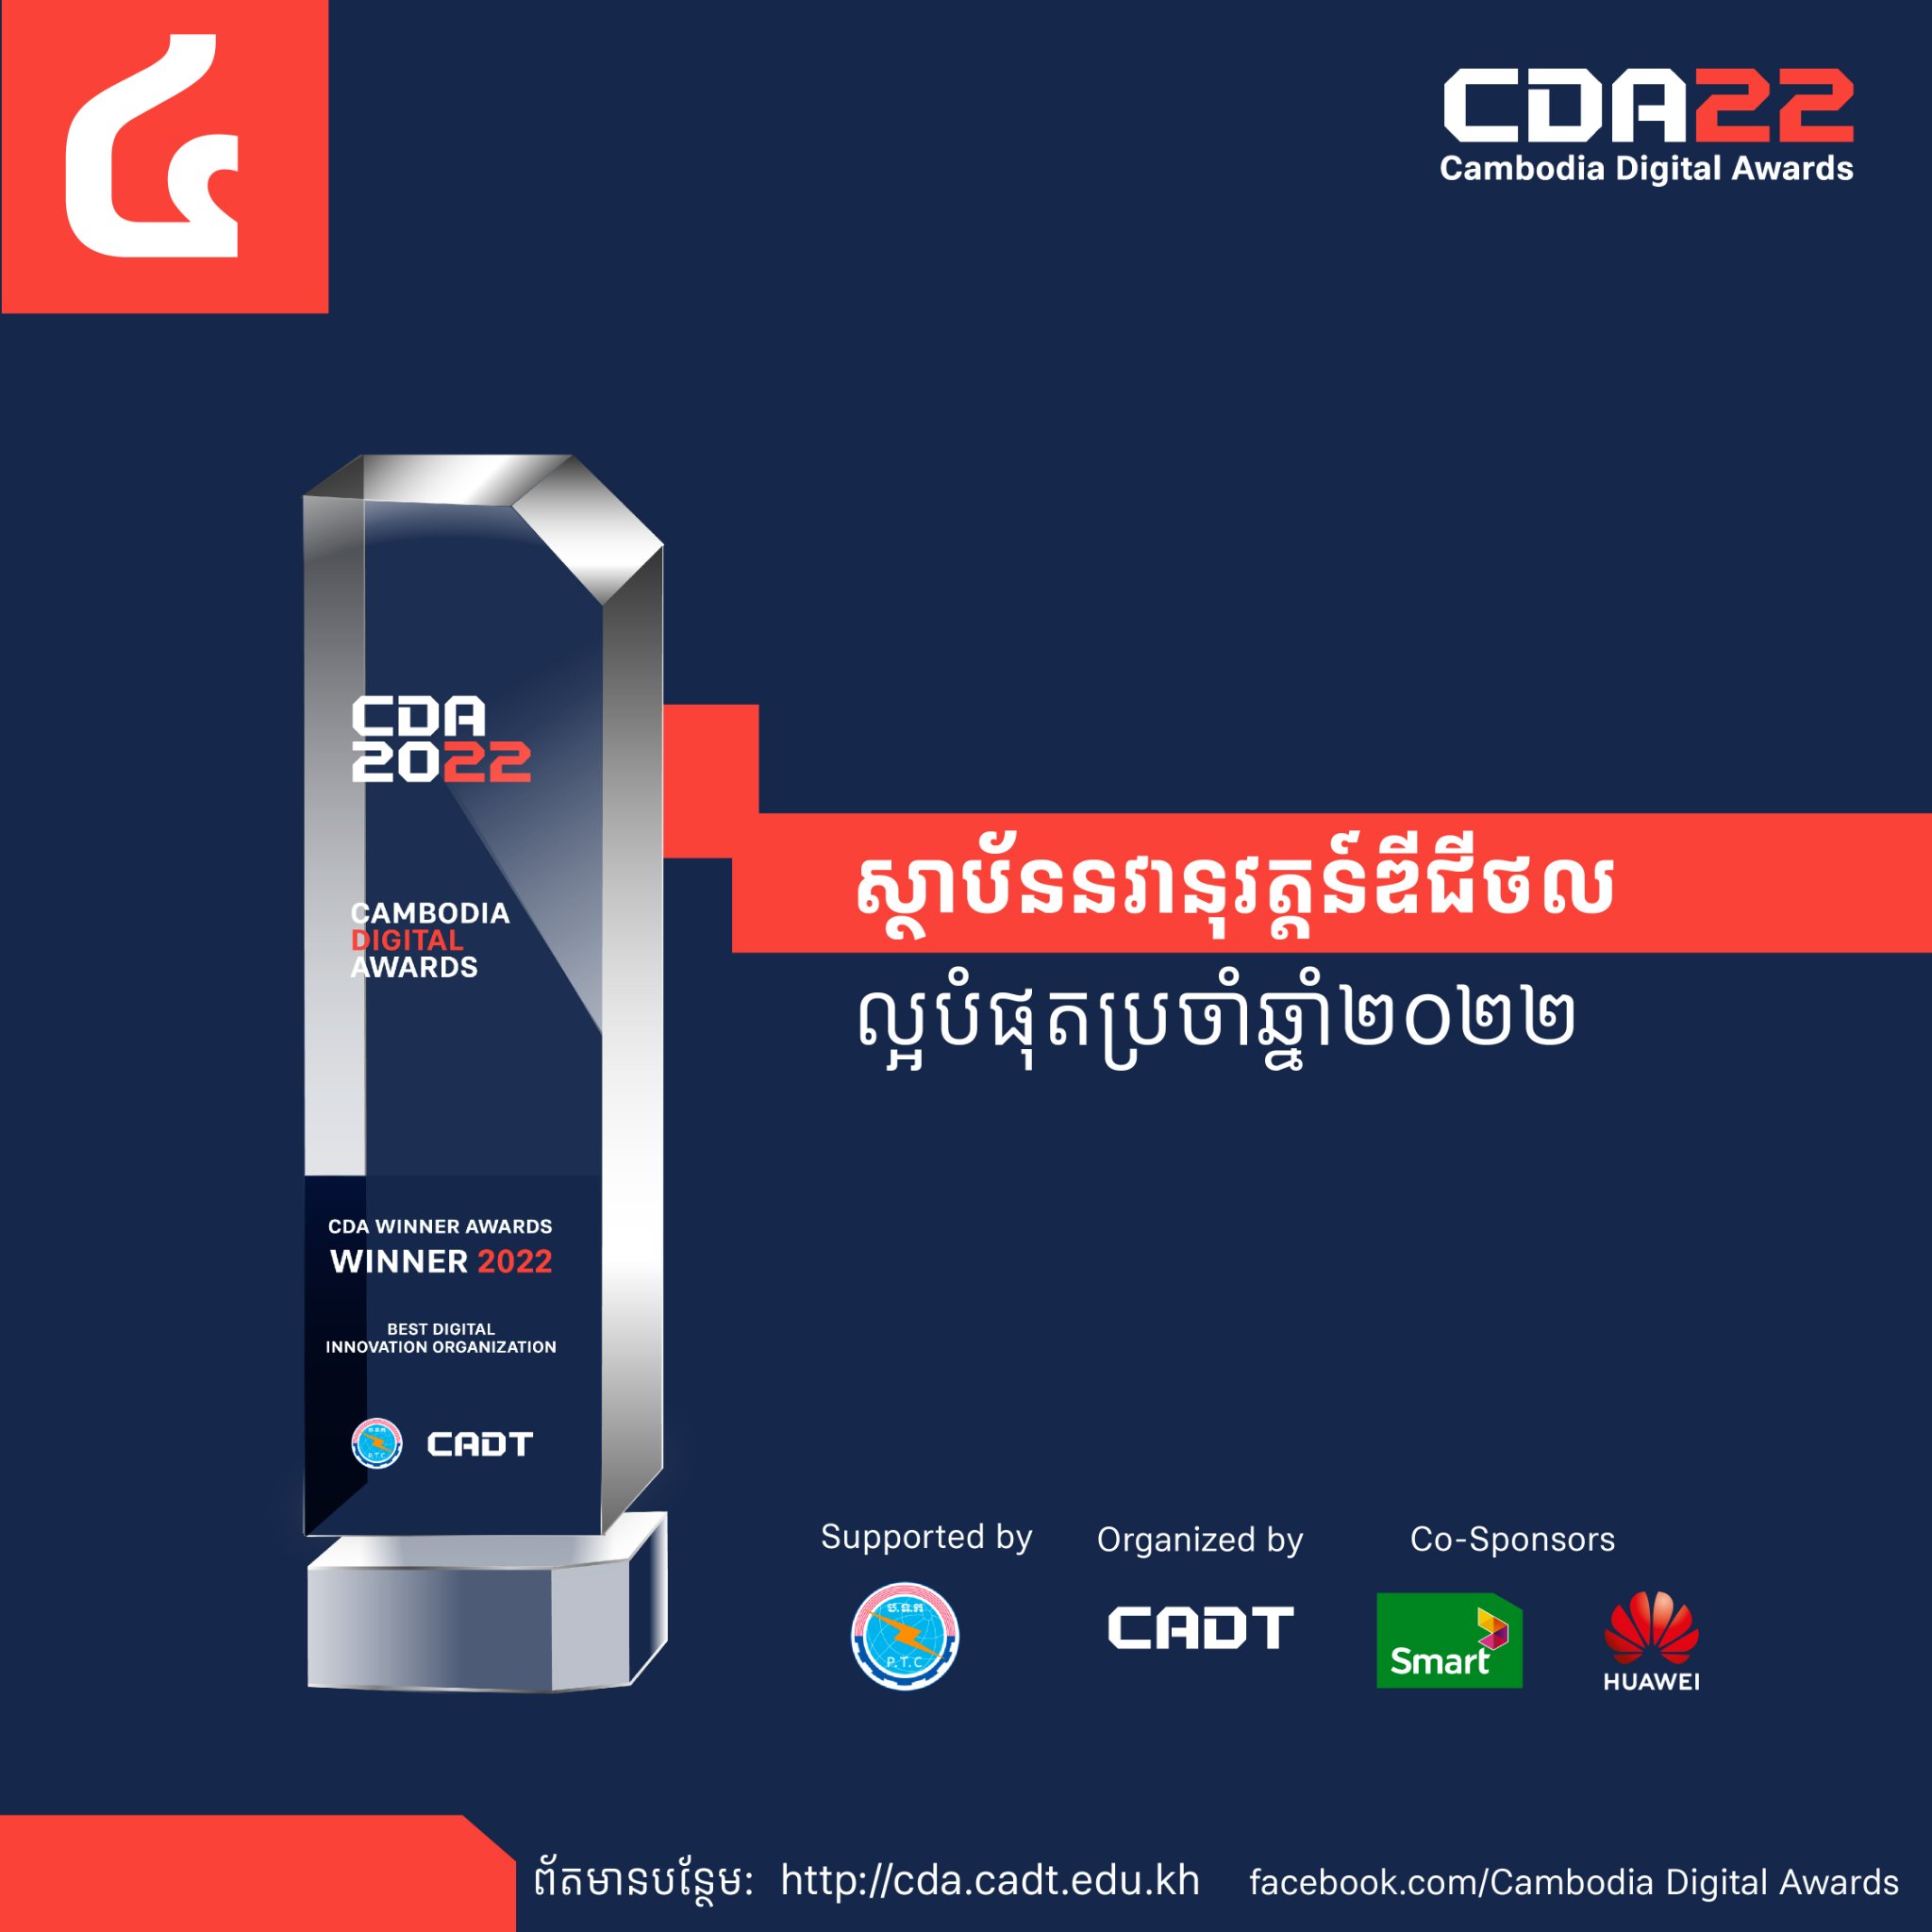 ៤
CDA22
Cambodia Digital Awards
CDA
2022
CAMBODIA
DIGITAL
AWARDS
ស្ថាប័ននវានុវត្តន៍ឌីជីថល
ល្អបំផុតប្រចាំឆ្នាំ២០២២
CDA WINNER AWARDS
WINNER 2022
BEST DIGITAL
INNOVATION ORGANIZATION
P.T.C
CADT
Supported by
Organized by
Co-Sponsors
ប.ន.ក
P.T.C
CADT
Smart
HUAWEI
ព័ត៌មានបន្ថែម: http://cda.cadt.edu.kh facebook.com/Cambodia Digital Awards